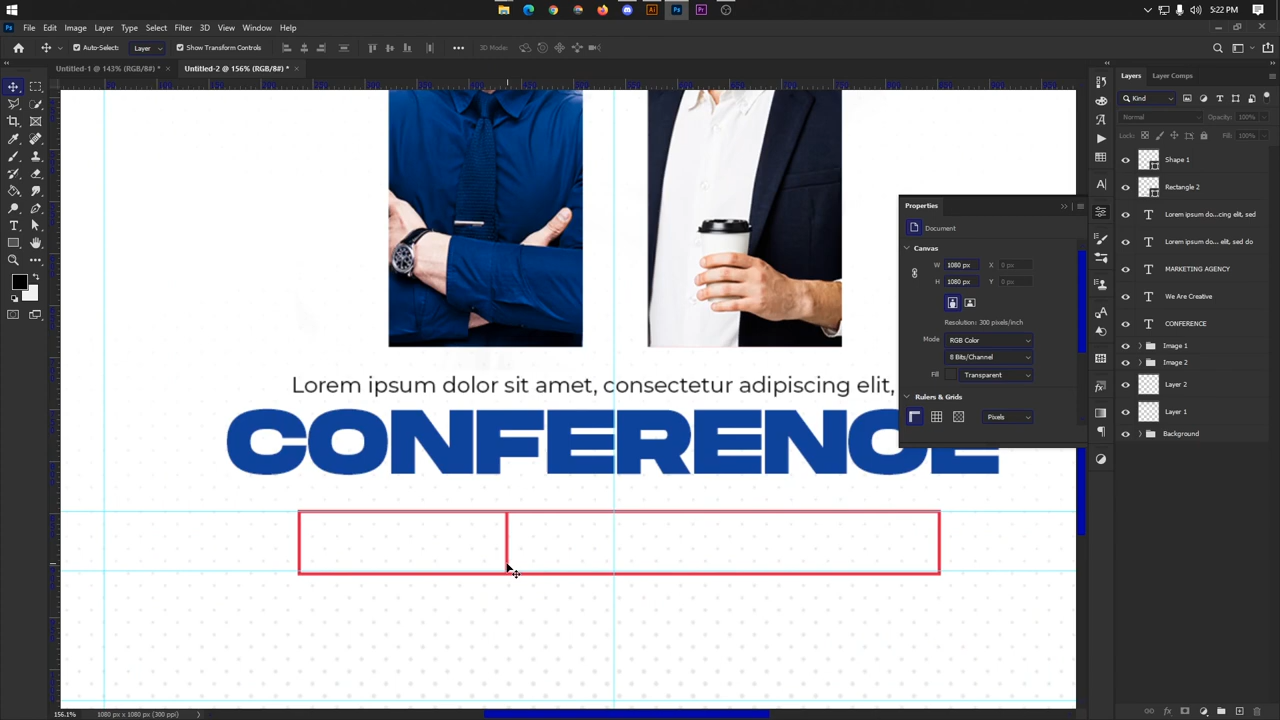 5:22 PM
File Edit Image Layer Type Select Filter 3D View Window Help
Auto-Select: Layer Show Transform Controls 3D Mode:
Untitled-1 @ 143% (RGB/8#) * Untitled-2 @ 156% (RGB/8#) *
Layers Layer Comps
Kind
Normal Opacity: 100%
Lock: Fill: 100%
Shape 1
Rectangle 2
Lorem ipsum do...cing elit, sed
Lorem ipsum do... elit, sed do
MARKETING AGENCY
We Are Creative
CONFERENCE
Image 1
Image 2
Layer 2
Layer 1
Background
Properties
Document
Canvas
W 1080 px X 0 px
H 1080 px Y 0 px
Resolution: 300 pixels/inch
Mode RGB Color
8 Bits/Channel
Fill Transparent
Rulers & Grids
Pixels
Lorem ipsum dolor sit amet, consectetur adipiscing elit,
CONFERENCE
156.1% 1080 px x 1080 px (300 ppi)